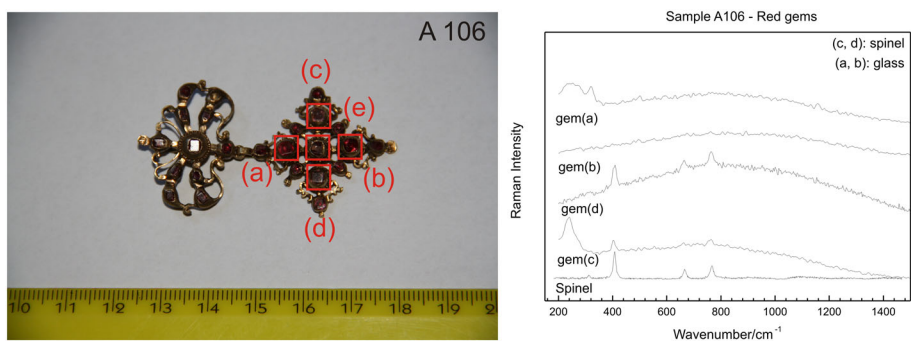 A 106
(c)
(e)
(a)
(b)
(d)
10 11 12 13 14 15 16 17 18 19 2
Sample A106 - Red gems
(c, d): spinel
(a, b): glass
gem(a)
gem(b)
gem(d)
gem(c)
Spinel
Raman Intensity
200 400 600 800 1000 1200 1400
Wavenumber/cm⁻¹